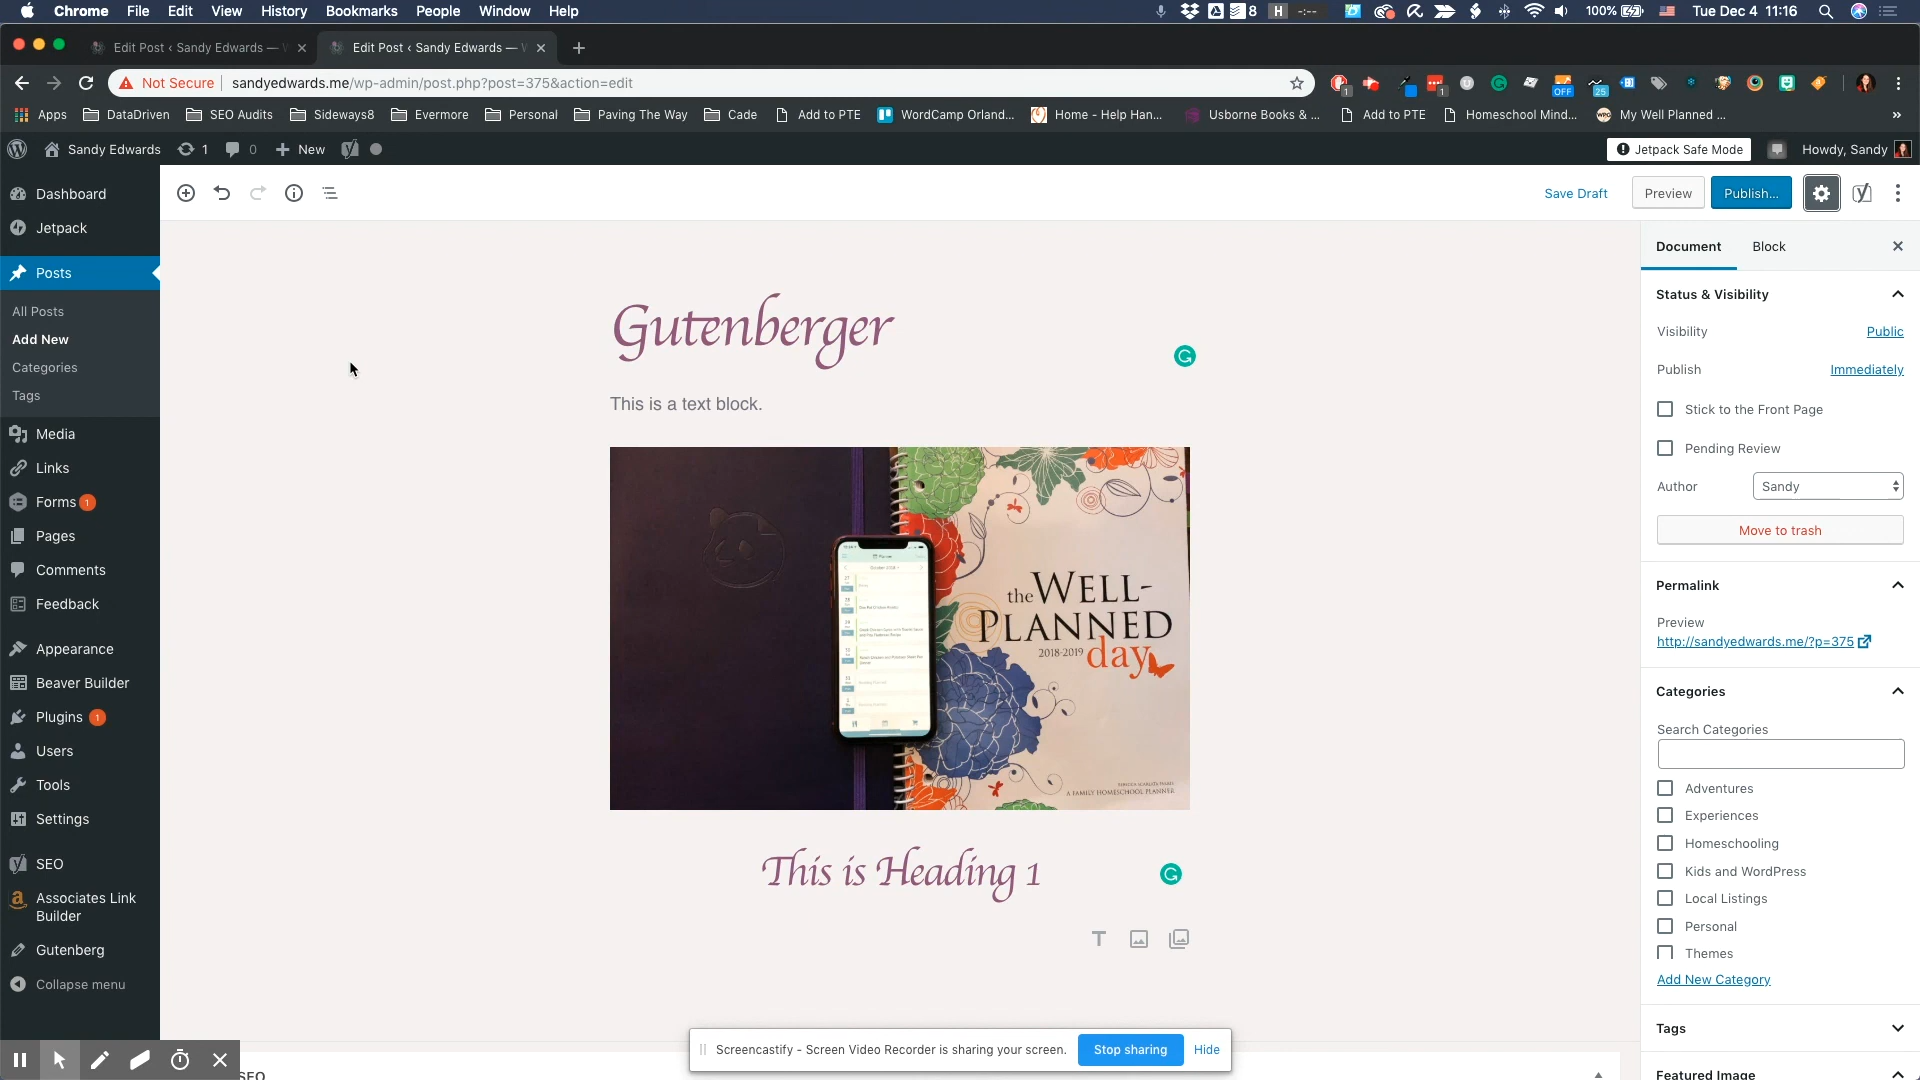 Chrome File Edit View History Bookmarks People Window Help
8 H -:-- 100% Tue Dec 4 11:16
Edit Post ‹ Sandy Edwards —
Edit Post ‹ Sandy Edwards —
Not Secure | sandyedwards.me/wp-admin/post.php?post=375&action=edit
1 1 OFF 25
Apps DataDriven SEO Audits Sideways8 Evermore Personal Paving The Way Cade Add to PTE WordCamp Orland... Home - Help Han... Usborne Books & ... Add to PTE Homeschool Mind... My Well Planned ... »
Sandy Edwards 1 0 New Jetpack Safe Mode Howdy, Sandy
Save Draft Preview Publish...
Dashboard
Jetpack
Posts
All Posts
Add New
Categories
Tags
Media
Links
Forms 1
Pages
Comments
Feedback
Appearance
Beaver Builder
Plugins 1
Users
Tools
Settings
SEO
Associates Link
Builder
Gutenberg
Collapse menu
Gutenberger
This is a text block.
the WELL-
PLANNED
2018-2019 day
A FAMILY HOMESCHOOL PLANNER
This is Heading 1
Document Block
Status & Visibility
Visibility Public
Publish Immediately
Stick to the Front Page
Pending Review
Author Sandy
Move to trash
Permalink
Preview
http://sandyedwards.me/?p=375
Categories
Search Categories
Adventures
Experiences
Homeschooling
Kids and WordPress
Local Listings
Personal
Themes
Add New Category
Tags
Featured Image
Screencastify - Screen Video Recorder is sharing your screen. Stop sharing Hide
SEO